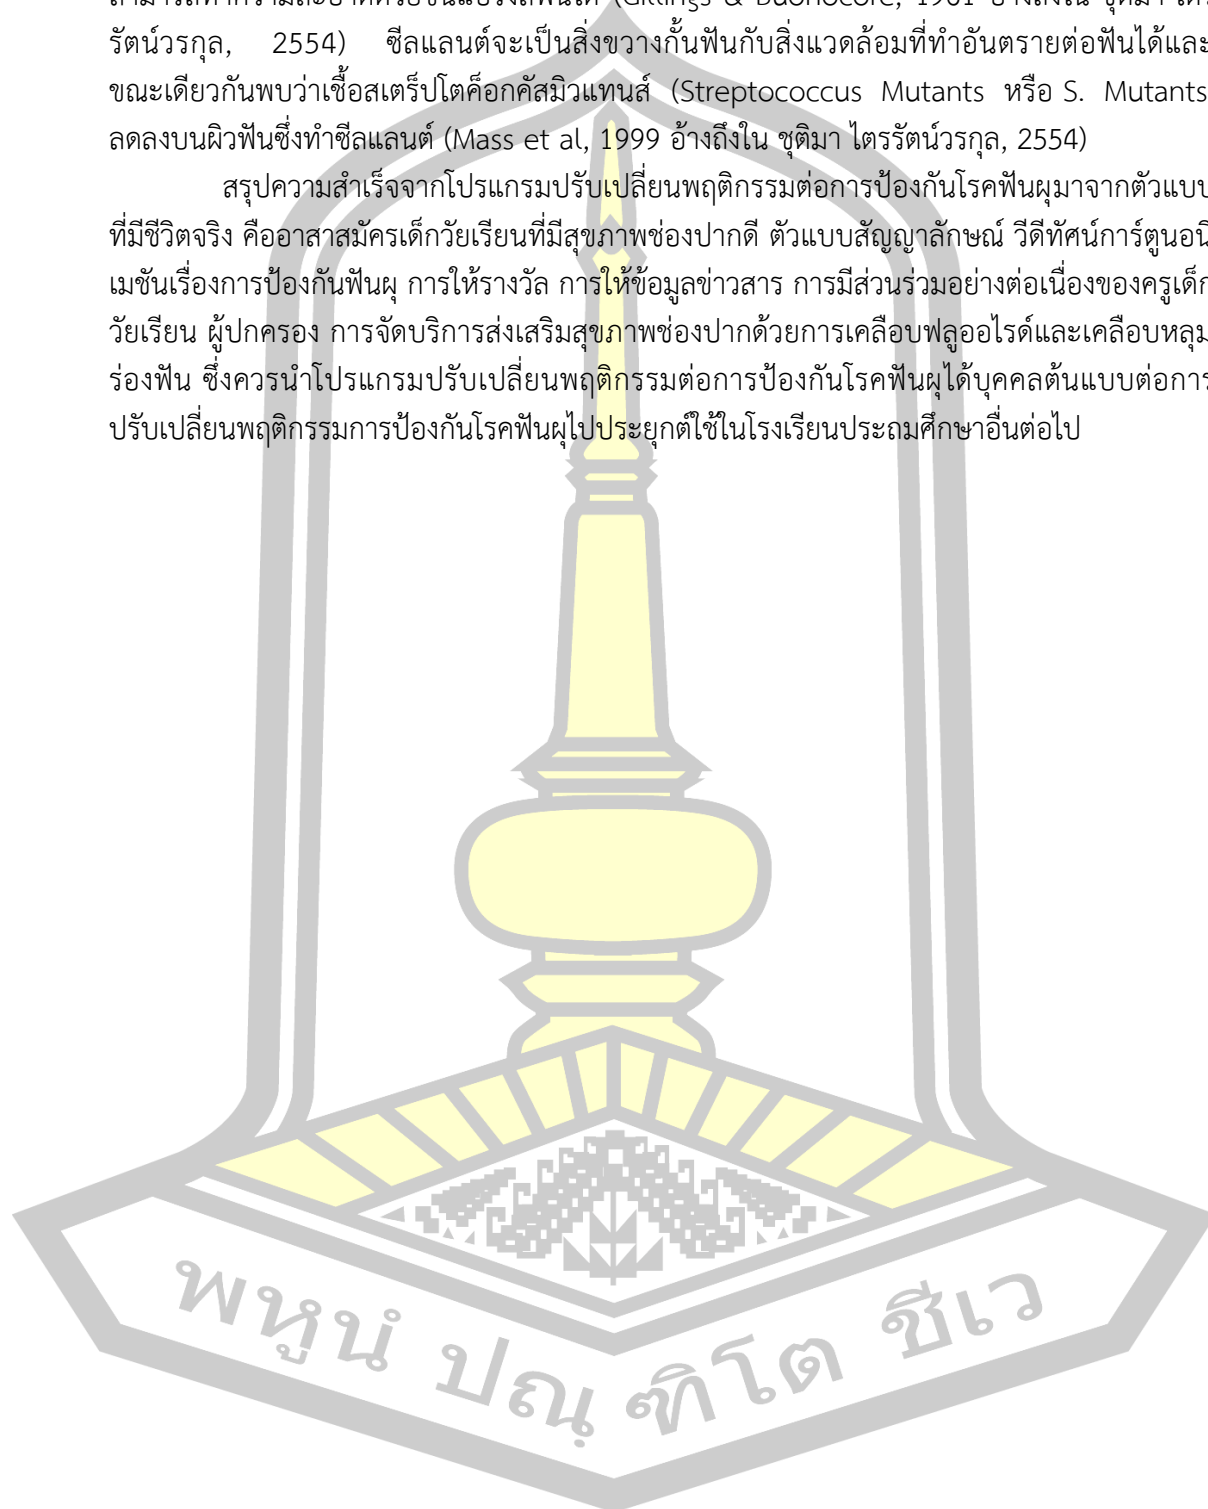 (Gillings & Buonocore, 1961 อ้างถึงใน ชุติมา ไตร
รัตน์วรกุล, 2554) ซีลแลนต์จะเป็นสิ่งขวางกั้นฟันกับสิ่งแวดล้อมที่ทำอันตรายต่อฟันได้และ
ขณะเดียวกันพบว่าเชื้อสเตร็ปโตค็อกคัสมิวแทนส์ (Streptococcus Mutants หรือ S. Mutants
ลดลงบนผิวฟันซึ่งทำซีลแลนต์ (Mass et al, 1999 อ้างถึงใน ชุติมา ไตรรัตน์วรกุล, 2554)
สรุปความสำเร็จจากโปรแกรมปรับเปลี่ยนพฤติกรรมต่อการป้องกันโรคฟันผุมาจากตัวแบบ
ที่มีชีวิตจริง คืออาสาสมัครเด็กวัยเรียนที่มีสุขภาพช่องปากดี ตัวแบบสัญญาลักษณ์ วีดีทัศน์การ์ตูนอนิ
เมชันเรื่องการป้องกันฟันผุ การให้รางวัล การให้ข้อมูลข่าวสาร การมีส่วนร่วมอย่างต่อเนื่องของครูเด็ก
วัยเรียน ผู้ปกครอง การจัดบริการส่งเสริมสุขภาพช่องปากด้วยการเคลือบฟลูออไรด์และเคลือบหลุม
ร่องฟัน ซึ่งควรนำโปรแกรมปรับเปลี่ยนพฤติกรรมต่อการป้องกันโรคฟันผุได้บุคคลต้นแบบต่อการ
ปรับเปลี่ยนพฤติกรรมการป้องกันโรคฟันผุไปประยุกต์ใช้ในโรงเรียนประถมศึกษาอื่นต่อไป
พหูนํ ปณฺ ฑิโต ชีเว